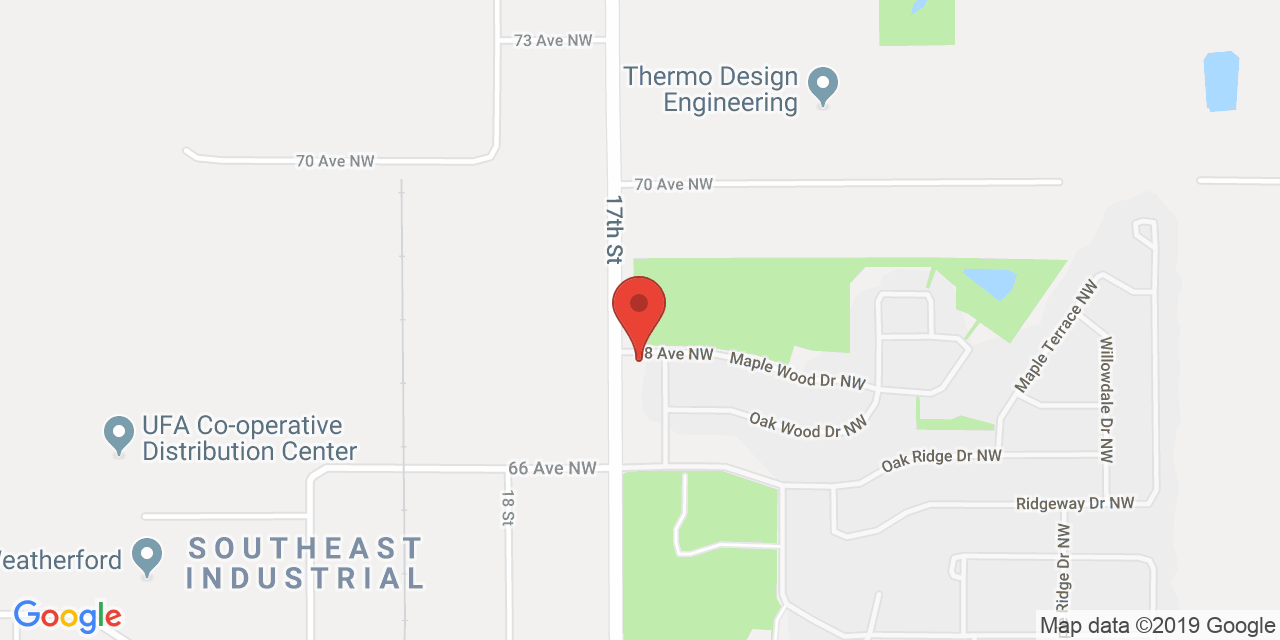 73 Ave NW
Thermo Design
Engineering
70 Ave NW
70 Ave NW
17th St
8 Ave NW
Maple Wood Dr NW
Maple Terrace NW
Willowdale Dr NW
Oak Wood Dr NW
UFA Co-operative
Distribution Center
66 Ave NW
Oak Ridge Dr NW
18 St
Ridgeway Dr NW
SOUTHEAST
INDUSTRIAL
eatherford
Ridge Dr NW
Google
Map data ©2019 Google